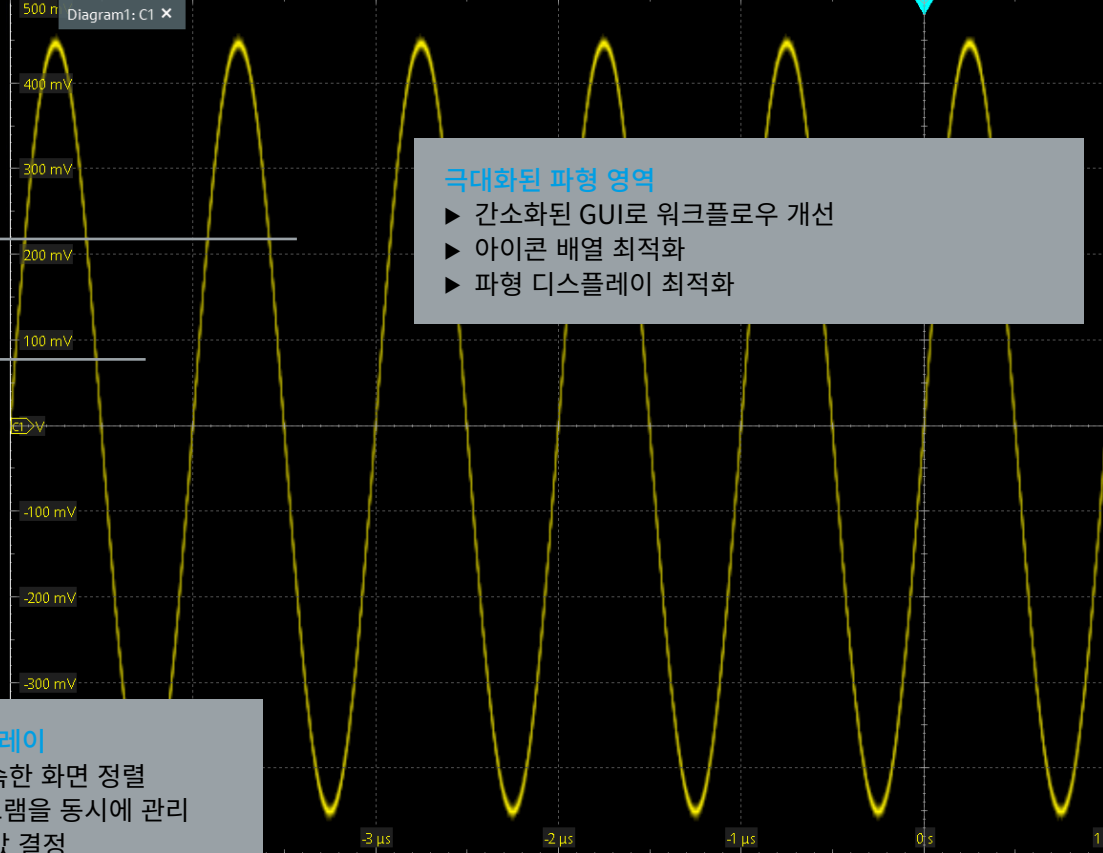 500 m
Diagram1: C1 ✕
400 mV
극대화된 파형 영역
▶ 간소화된 GUI로 워크플로우 개선
▶ 아이콘 배열 최적화
▶ 파형 디스플레이 최적화
300 mV
200 mV
100 mV
C1 V
-100 mV
-200 mV
-300 mV
레이
한 화면 정렬
램을 동시에 관리
결정
-3 µs
-2 µs
-1 µs
0 s
1